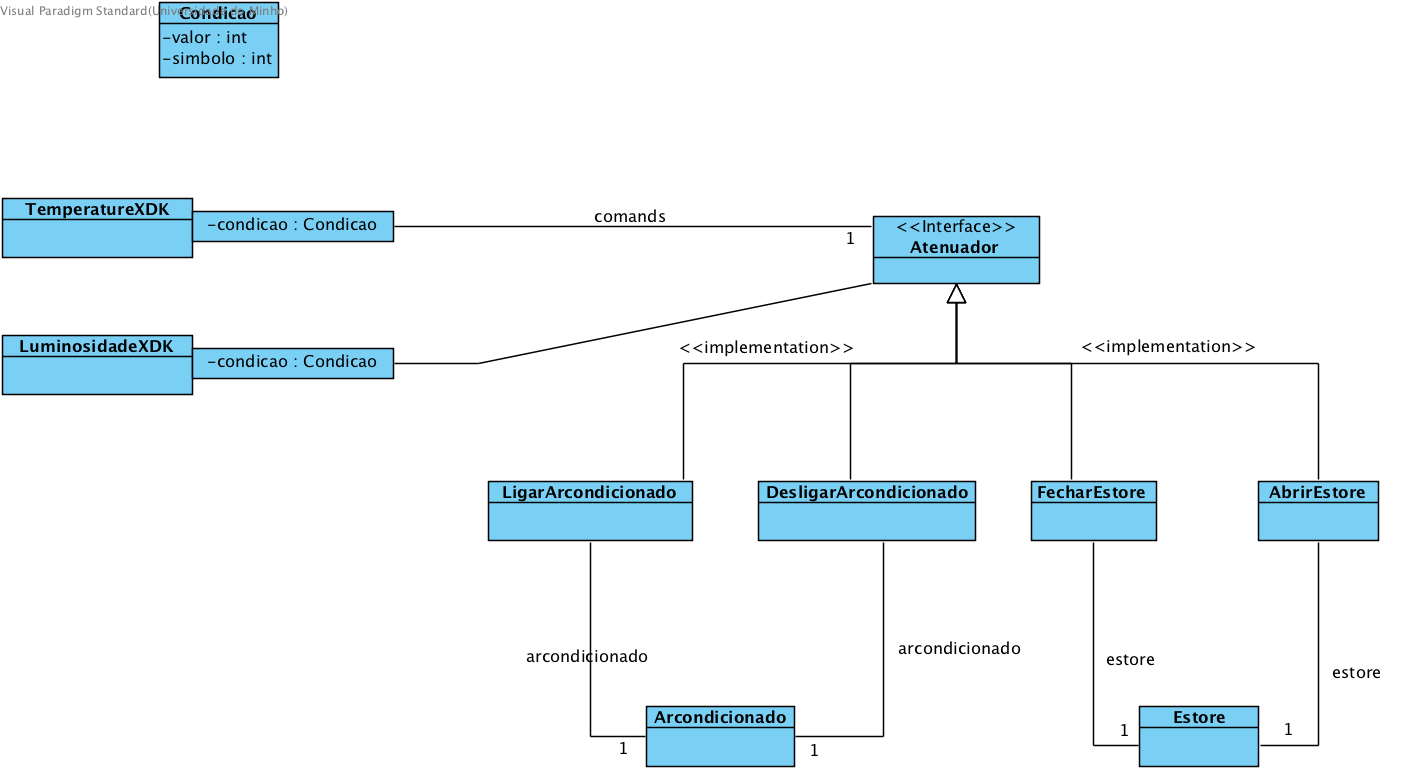 Visual Paradigm Standard(Universidade do Minho)
Condicao
-valor : int
-simbolo : int
TemperatureXDK
-condicao : Condicao
comands
1
<<Interface>>
Atenuador
LuminosidadeXDK
-condicao : Condicao
<<implementation>>
<<implementation>>
LigarArcondicionado
DesligarArcondicionado
FecharEstore
AbrirEstore
arcondicionado
arcondicionado
estore
estore
Arcondicionado
1
1
Estore
1
1